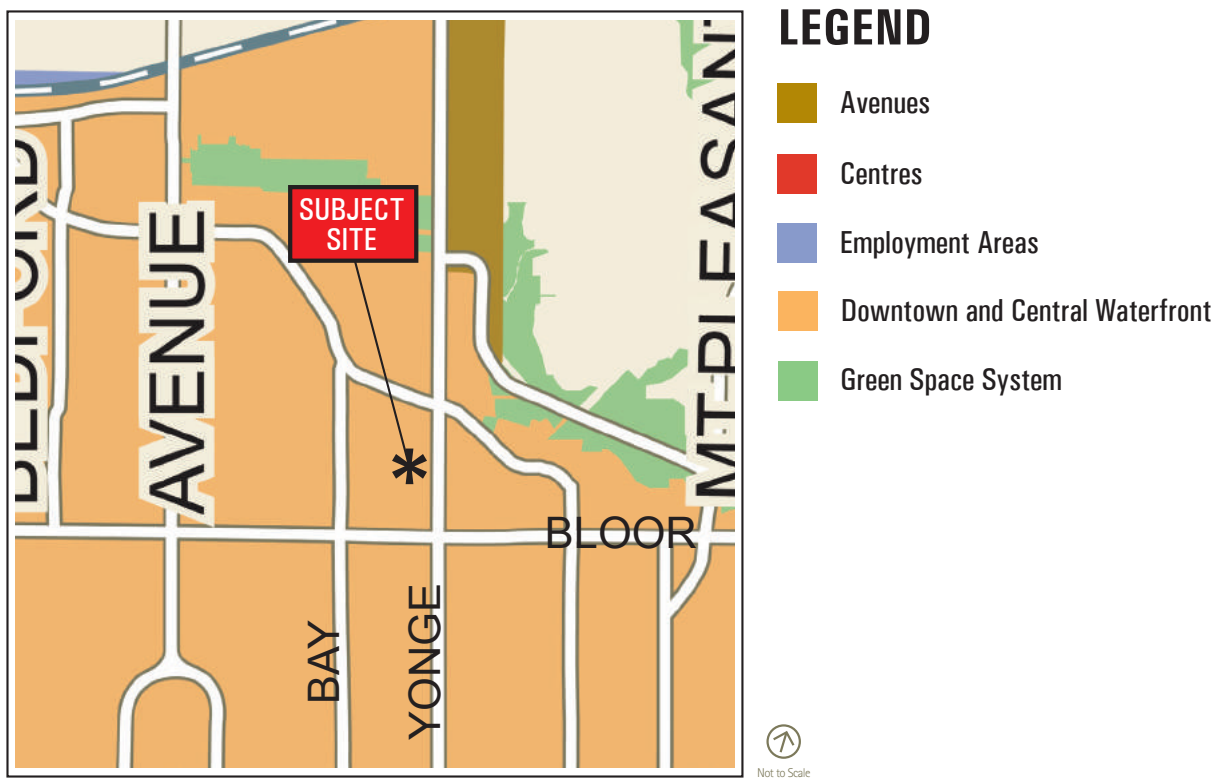 LEGEND
Avenues
Centres
Employment Areas
Downtown and Central Waterfront
Green Space System
SUBJECT
SITE
AVENUE
BLOOR
BAY
YONGE
Not to Scale